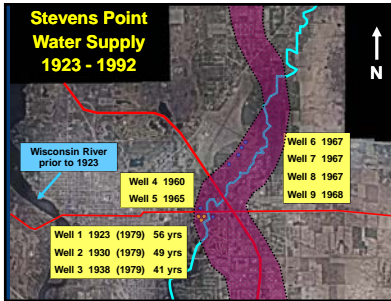 Stevens Point
Water Supply
1923 - 1992
N
Wisconsin River
prior to 1923
Well 4 1960
Well 5 1965
Well 6 1967
Well 7 1967
Well 8 1967
Well 9 1968
Well 1 1923 (1979) 56 yrs
Well 2 1930 (1979) 49 yrs
Well 3 1938 (1979) 41 yrs